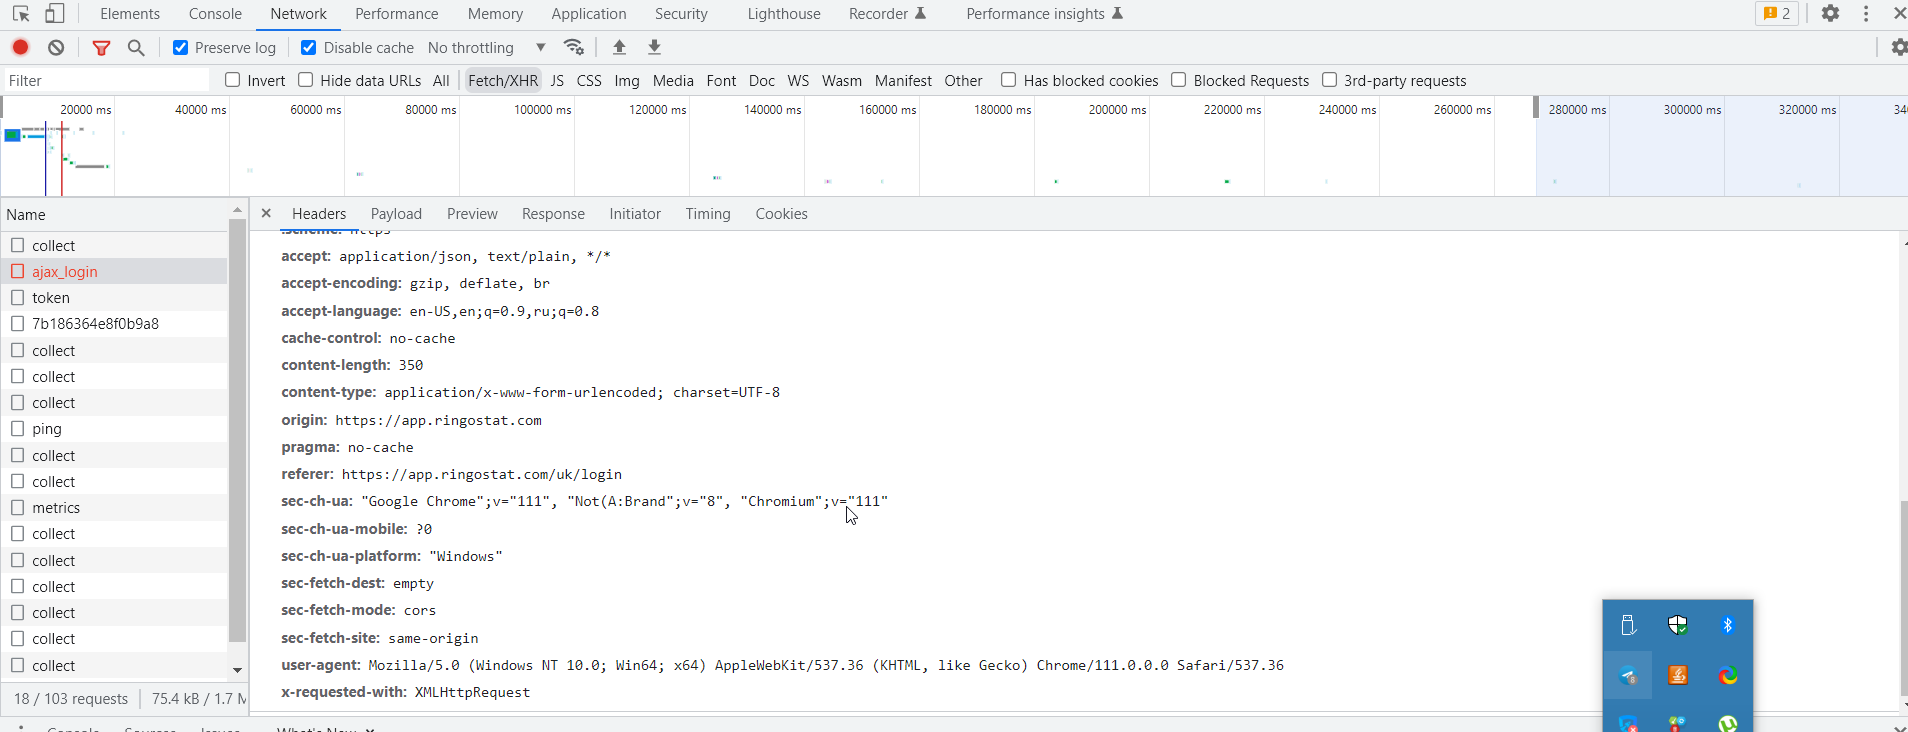 Elements Console Network Performance Memory Application Security Lighthouse Recorder Performance insights 2
Preserve log Disable cache No throttling
Filter Invert Hide data URLs All Fetch/XHR JS CSS Img Media Font Doc WS Wasm Manifest Other Has blocked cookies Blocked Requests 3rd-party requests
20000 ms 40000 ms 60000 ms 80000 ms 100000 ms 120000 ms 140000 ms 160000 ms 180000 ms 200000 ms 220000 ms 240000 ms 260000 ms 280000 ms 300000 ms 320000 ms
Name
collect
ajax_login
token
7b186364e8f0b9a8
collect
collect
collect
ping
collect
collect
metrics
collect
collect
collect
collect
collect
collect
18 / 103 requests 75.4 kB / 1.7 M
Headers Payload Preview Response Initiator Timing Cookies
:scheme: https
accept: application/json, text/plain, */*
accept-encoding: gzip, deflate, br
accept-language: en-US,en;q=0.9,ru;q=0.8
cache-control: no-cache
content-length: 350
content-type: application/x-www-form-urlencoded; charset=UTF-8
origin: https://app.ringostat.com
pragma: no-cache
referer: https://app.ringostat.com/uk/login
sec-ch-ua: "Google Chrome";v="111", "Not(A:Brand";v="8", "Chromium";v="111"
sec-ch-ua-mobile: ?0
sec-ch-ua-platform: "Windows"
sec-fetch-dest: empty
sec-fetch-mode: cors
sec-fetch-site: same-origin
user-agent: Mozilla/5.0 (Windows NT 10.0; Win64; x64) AppleWebKit/537.36 (KHTML, like Gecko) Chrome/111.0.0.0 Safari/537.36
x-requested-with: XMLHttpRequest
Console Sources Issues What's New